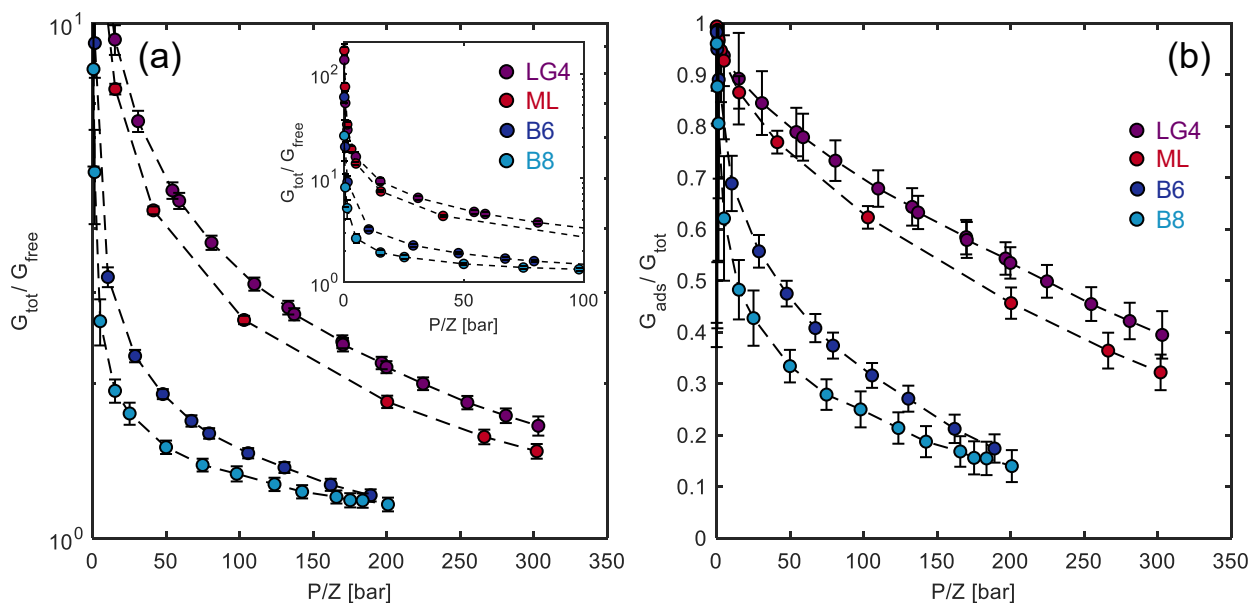 (a)
G_tot / G_free
10^1
10^0
0
50
100
150
200
250
300
350
P/Z [bar]
G_tot / G_free
10^2
10^1
10^0
0
50
100
P/Z [bar]
LG4
ML
B6
B8
(b)
G_ads / G_tot
1
0.9
0.8
0.7
0.6
0.5
0.4
0.3
0.2
0.1
0
0
50
100
150
200
250
300
350
P/Z [bar]
LG4
ML
B6
B8